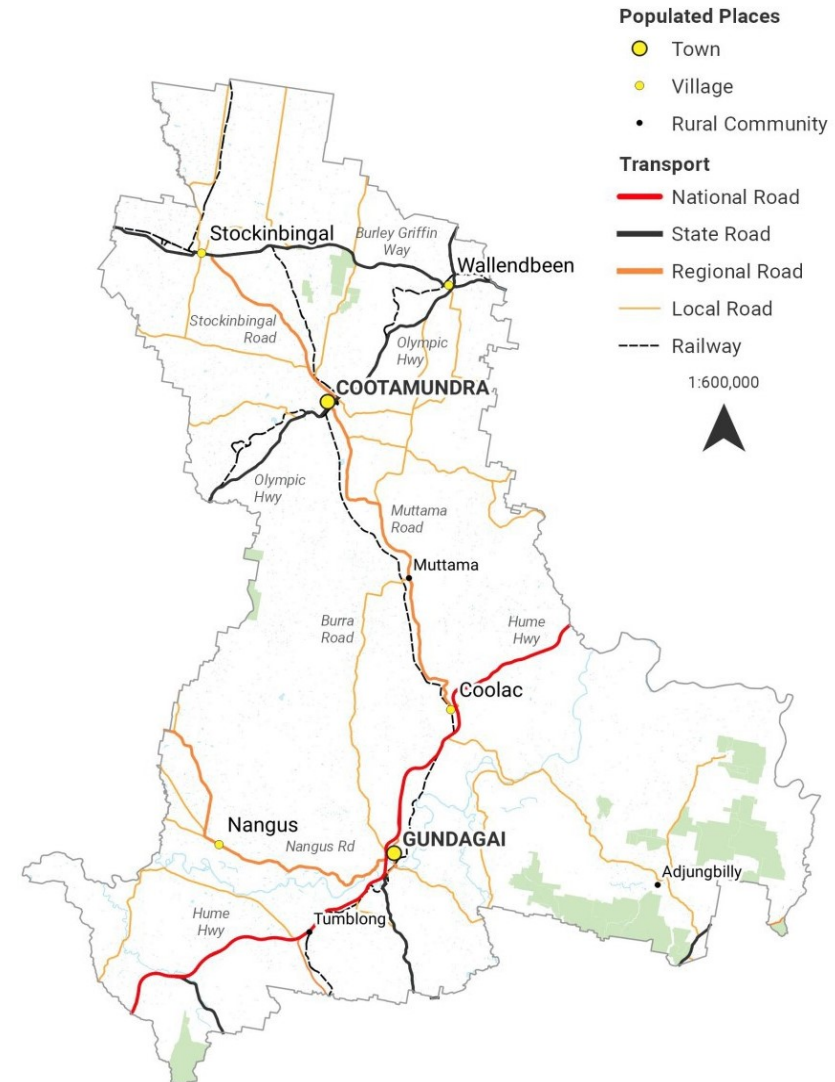 Populated Places
Town
Village
Rural Community
Transport
National Road
State Road
Regional Road
Local Road
Railway
1:600,000
Stockinbingal
Burley Griffin
Way
Wallendbeen
Stockinbingal
Road
Olympic
Hwy
COOTAMUNDRA
Olympic
Hwy
Muttama
Road
Muttama
Burra
Road
Hume
Hwy
Coolac
Nangus
Nangus Rd
GUNDAGAI
Adjungbilly
Hume
Hwy
Tumblong